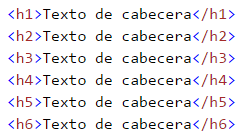 <h1>Texto de cabecera</h1>
<h2>Texto de cabecera</h2>
<h3>Texto de cabecera</h3>
<h4>Texto de cabecera</h4>
<h5>Texto de cabecera</h5>
<h6>Texto de cabecera</h6>